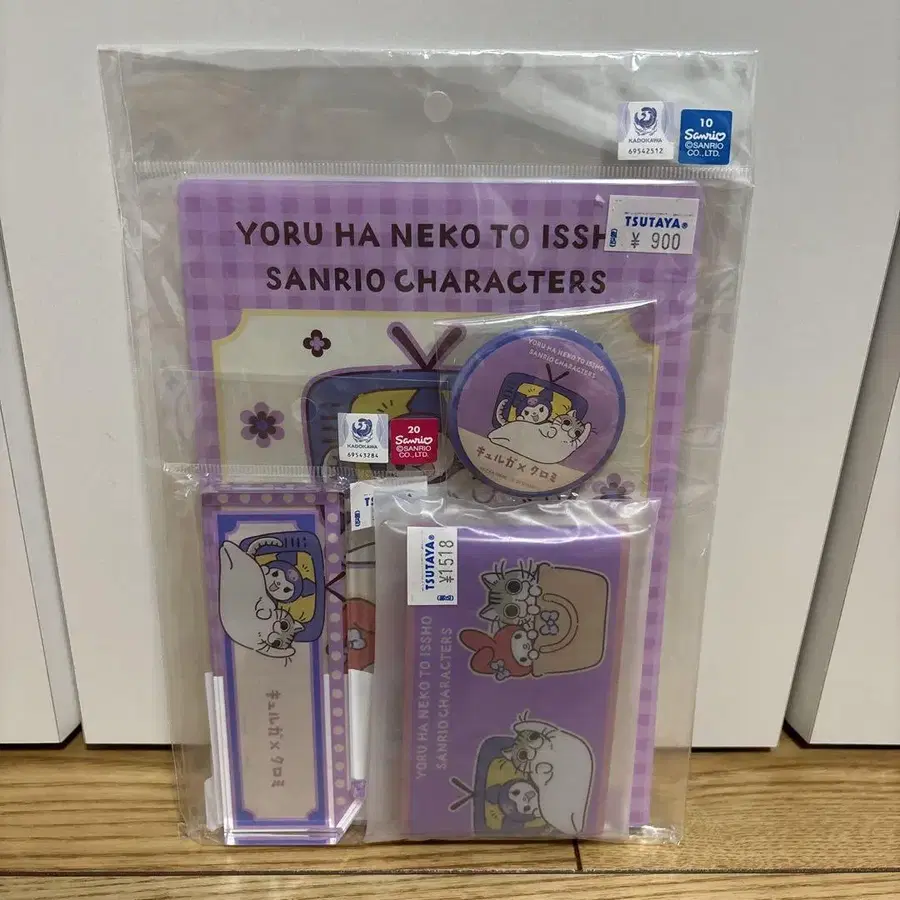 KADOKAWA
69542512
10
Sanrio
©SANRIO
CO.,LTD.
TSUTAYA®
¥ 900
YORU HA NEKO TO ISSH
SANRIO CHARACTERS
YORU HA NEKO TO ISSHO
SANRIO CHARACTERS
キュルガ×クロミ
KADOKAWA
69543284
20
Sanrio
©SANRIO
CO.,LTD.
TSU
TSUTAYA®
¥1518
キュルガ×クロミ
YORU HA NEKO TO ISSHO
SANRIO CHARACTERS